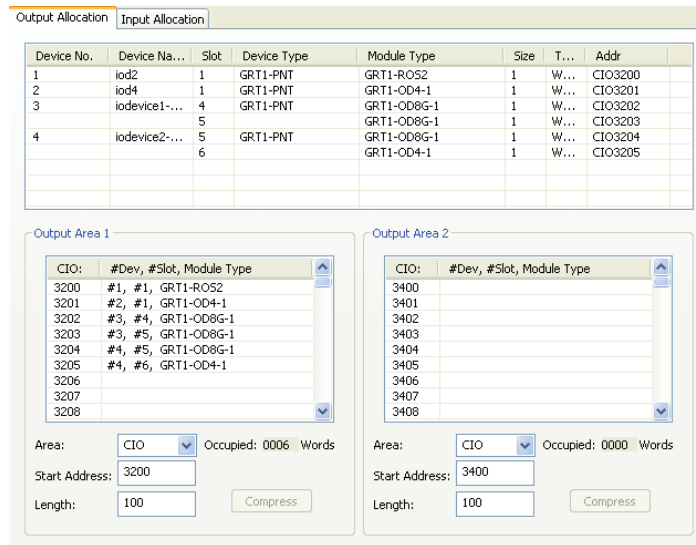 Output Allocation Input Allocation
Device No. Device Na... Slot Device Type Module Type Size T... Addr
1 iod2 1 GRT1-PNT GRT1-ROS2 1 W... CIO3200
2 iod4 1 GRT1-PNT GRT1-OD4-1 1 W... CIO3201
3 iodevice1-... 4 GRT1-PNT GRT1-OD8G-1 1 W... CIO3202
5 GRT1-OD8G-1 1 W... CIO3203
4 iodevice2-... 5 GRT1-PNT GRT1-OD8G-1 1 W... CIO3204
6 GRT1-OD4-1 1 W... CIO3205
Output Area 1
CIO: #Dev, #Slot, Module Type
3200 #1, #1, GRT1-ROS2
3201 #2, #1, GRT1-OD4-1
3202 #3, #4, GRT1-OD8G-1
3203 #3, #5, GRT1-OD8G-1
3204 #4, #5, GRT1-OD8G-1
3205 #4, #6, GRT1-OD4-1
3206
3207
3208
Area: CIO Occupied: 0006 Words
Start Address: 3200
Length: 100 Compress
Output Area 2
CIO: #Dev, #Slot, Module Type
3400
3401
3402
3403
3404
3405
3406
3407
3408
Area: CIO Occupied: 0000 Words
Start Address: 3400
Length: 100 Compress